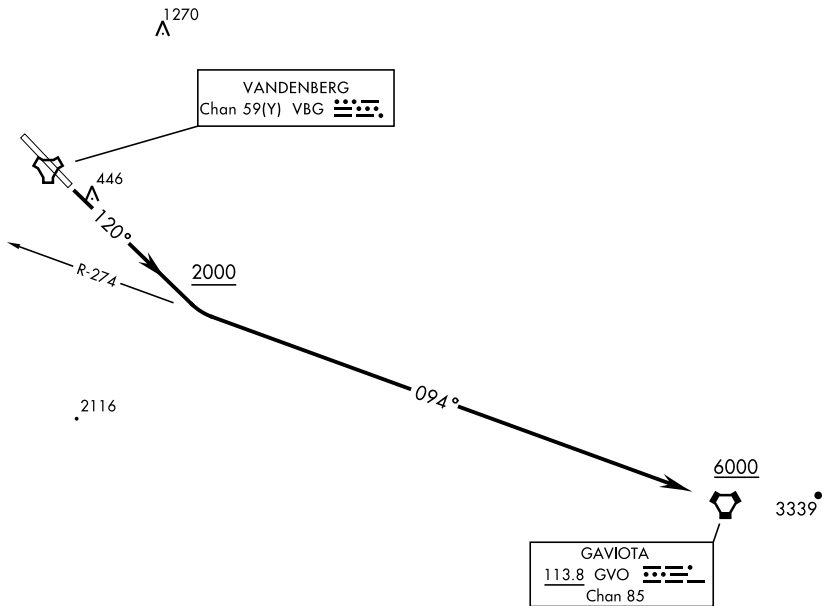 1270
VANDENBERG
Chan 59(Y) VBG
446
120°
R-274
2000
094°
2116
6000
3339
GAVIOTA
113.8 GVO
Chan 85